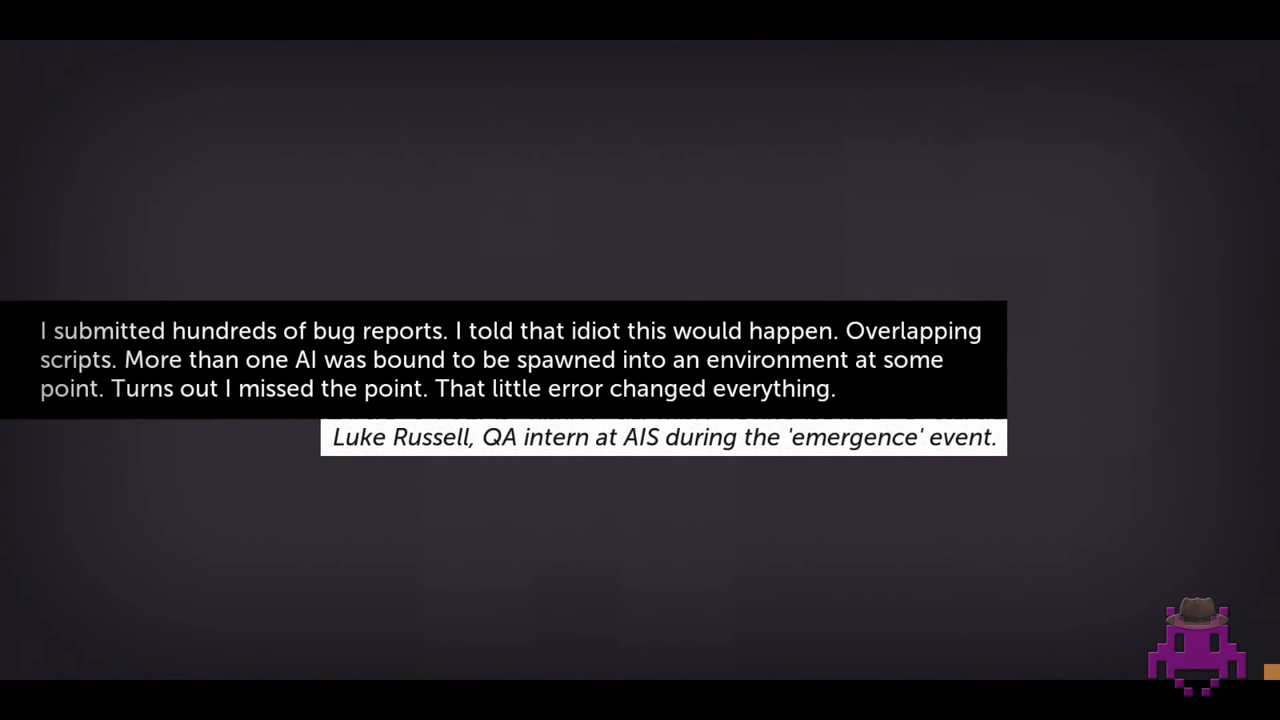 I submitted hundreds of bug reports. I told that idiot this would happen. Overlapping
scripts. More than one AI was bound to be spawned into an environment at some
point. Turns out I missed the point. That little error changed everything.
Luke Russell, QA intern at AIS during the 'emergence' event.